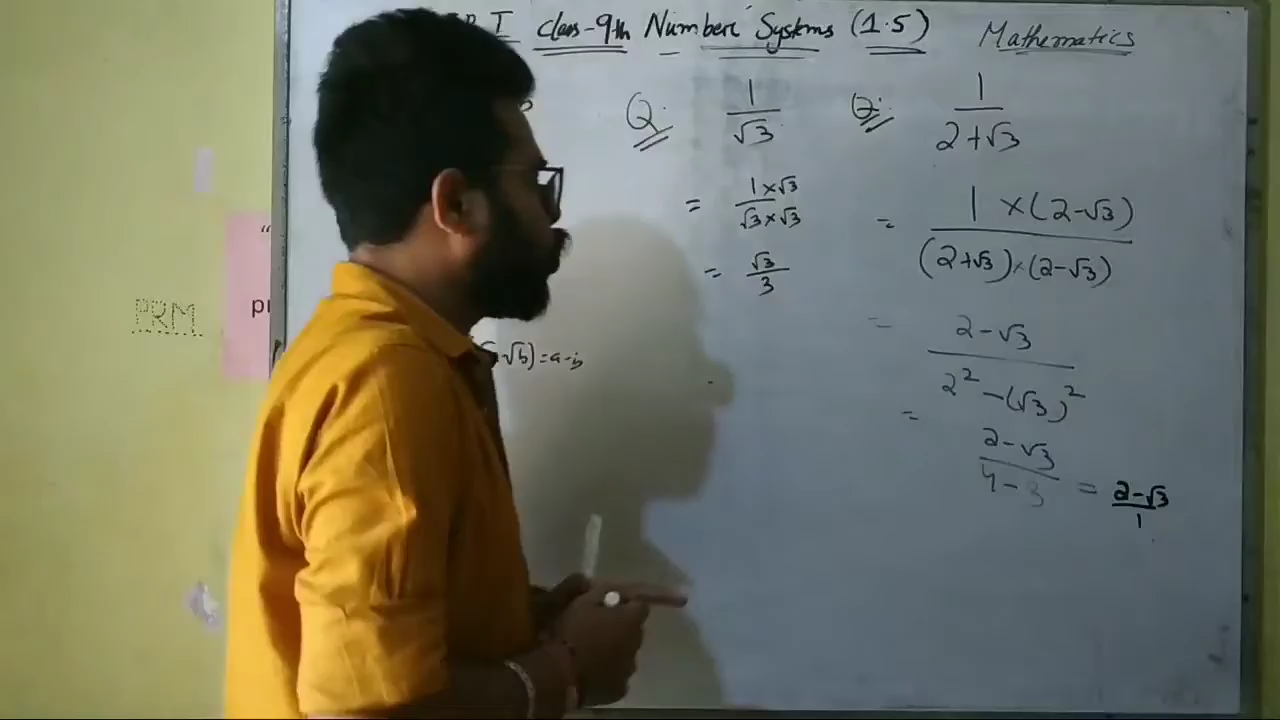 I Class-9th Number Systems (1.5) Mathematics
Q: 1/√3
= 1×√3/√3×√3
= √3/3
√b) = a-b
Q: 1/2+√3
= 1×(2-√3)/(2+√3)×(2-√3)
= 2-√3/2²-(√3)²
= 2-√3/4-3 = 2-√3/1
PRM
“